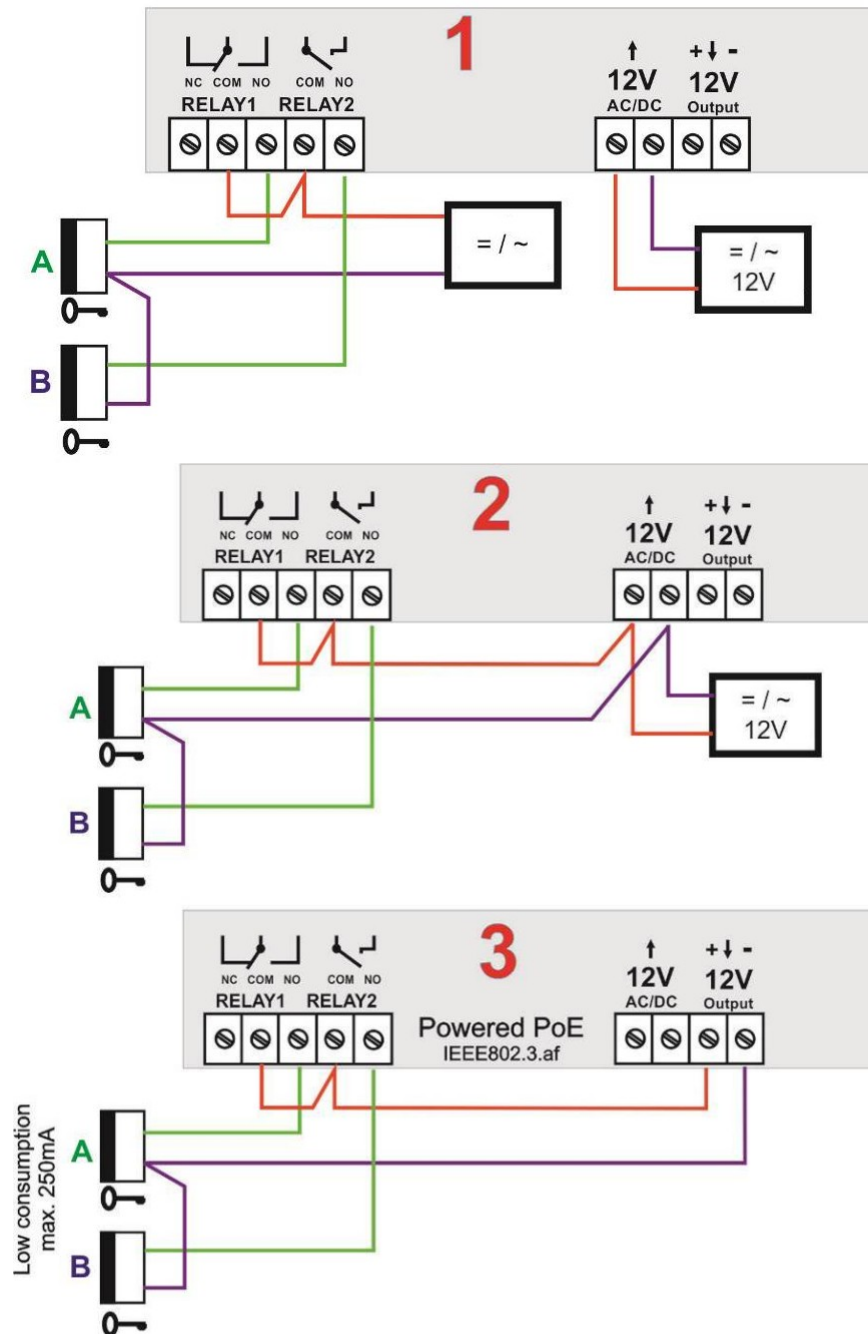 1
↑ + ↓ -
12V 12V
NC COM NO COM NO
RELAY1 RELAY2
AC/DC Output
A
= / ~
= / ~
12V
B
2
↑ + ↓ -
12V 12V
NC COM NO COM NO
RELAY1 RELAY2
AC/DC Output
A
= / ~
12V
B
3
↑ + ↓ -
12V 12V
NC COM NO COM NO
RELAY1 RELAY2
AC/DC Output
Powered PoE
IEEE802.3.af
Low consumption
max. 250mA
A
B